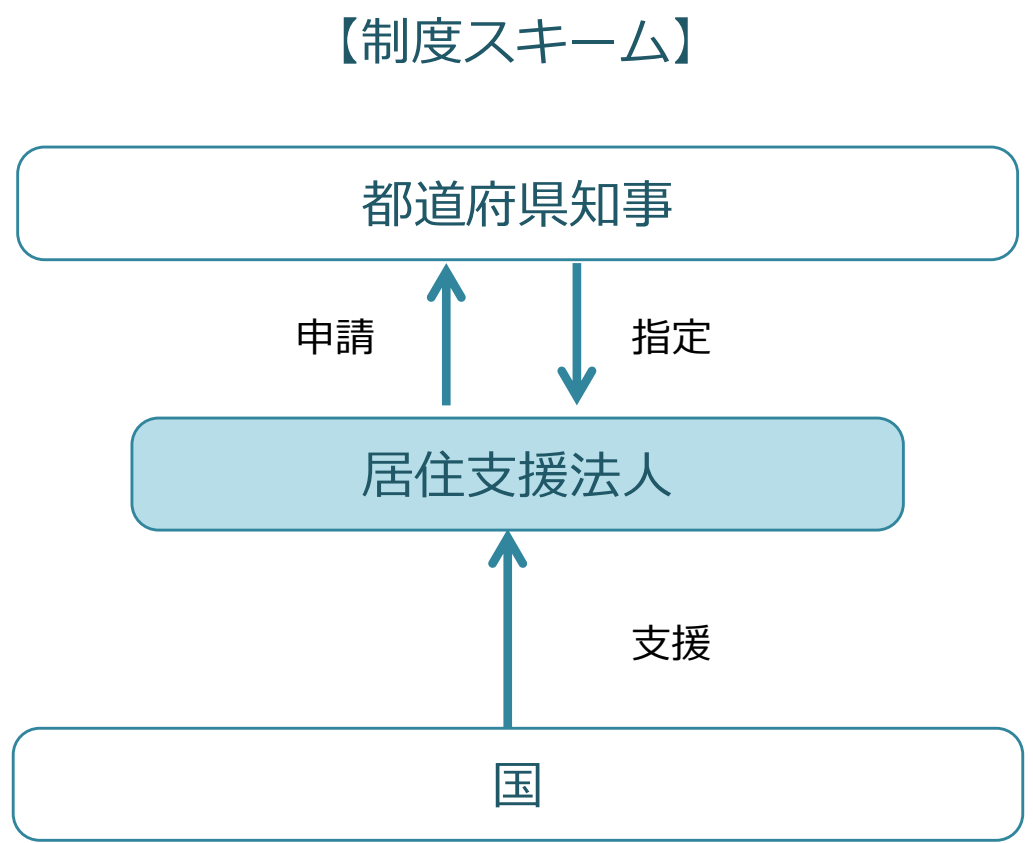 【制度スキーム】
都道府県知事
申請
指定
居住支援法人
支援
国